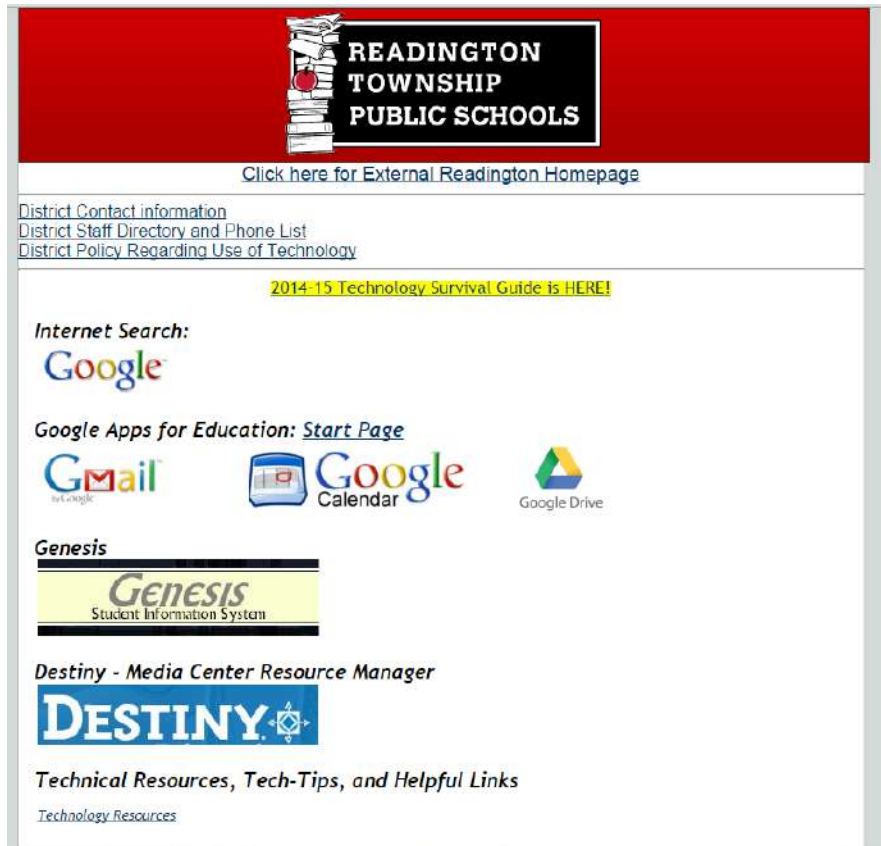 READINGTON
TOWNSHIP
PUBLIC SCHOOLS
Click here for External Readington Homepage
District Contact information
District Staff Directory and Phone List
District Policy Regarding Use of Technology
2014-15 Technology Survival Guide is HERE!
Internet Search:
Google
Google Apps for Education: Start Page
Gmail
by Google
Google
Calendar
Google Drive
Genesis
GENESIS
Student Information System
Destiny - Media Center Resource Manager
DESTINY
Technical Resources, Tech-Tips, and Helpful Links
Technology Resources